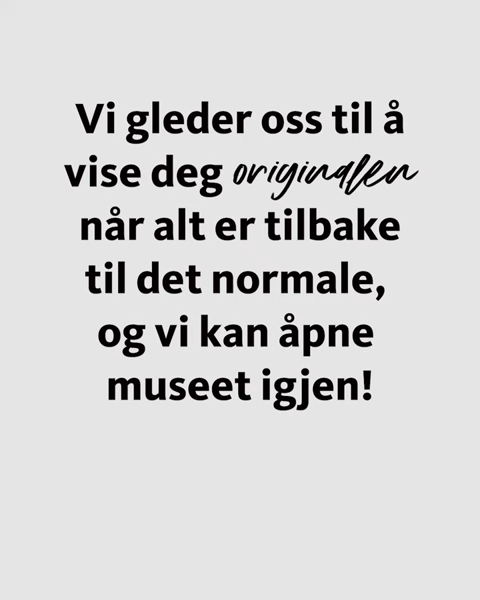 Vi gleder oss til å
vise deg originalen
når alt er tilbake
til det normale,
og vi kan åpne
museet igjen!